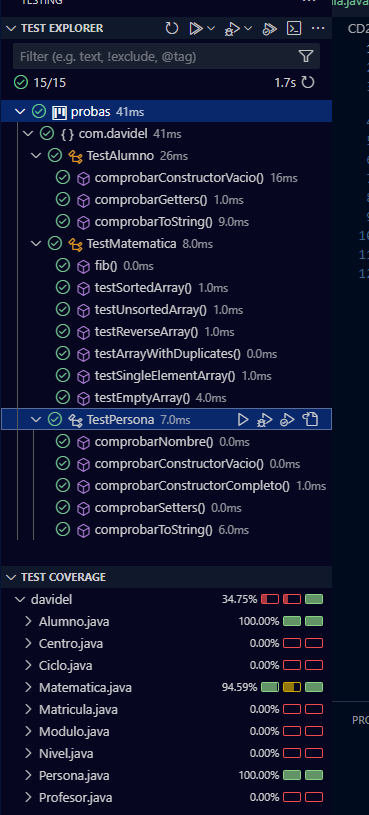 TESTING
ila.java
TEST EXPLORER
Filter (e.g. text, !exclude, @tag)
CD2
15/15 1.7s
probas 41ms
{ } com.davidel 41ms
TestAlumno 26ms
comprobarConstructorVacio() 16ms
comprobarGetters() 1.0ms
comprobarToString() 9.0ms
TestMatematica 8.0ms
fib() 0.0ms
testSortedArray() 1.0ms
testUnsortedArray() 1.0ms
testReverseArray() 1.0ms
testArrayWithDuplicates() 0.0ms
testSingleElementArray() 1.0ms
testEmptyArray() 4.0ms
TestPersona 7.0ms
comprobarNombre() 0.0ms
comprobarConstructorVacio() 0.0ms
comprobarConstructorCompleto() 1.0ms
comprobarSetters() 0.0ms
comprobarToString() 6.0ms
TEST COVERAGE
davidel 34.75%
Alumno.java 100.00%
Centro.java 0.00%
Ciclo.java 0.00%
Matematica.java 94.59%
Matricula.java 0.00%
Modulo.java 0.00%
PRO
Nivel.java 0.00%
Persona.java 100.00%
Profesor.java 0.00%